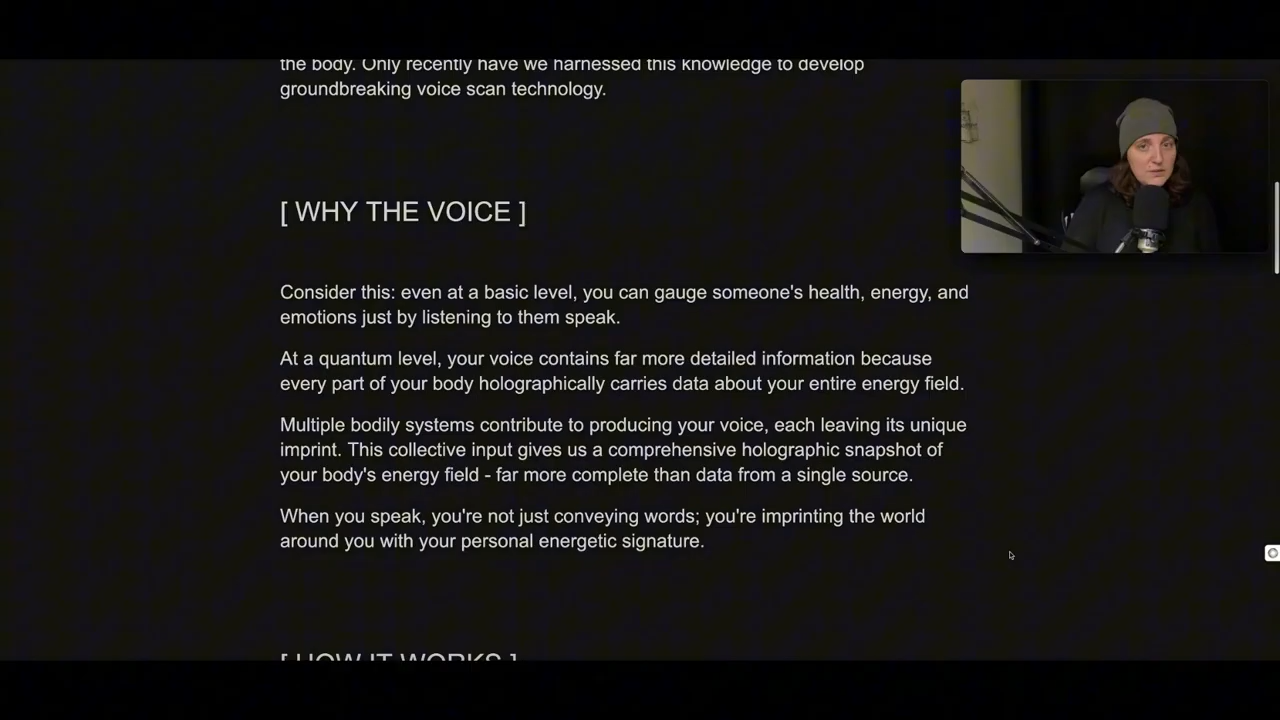 the body. Only recently have we harnessed this knowledge to develop
groundbreaking voice scan technology.
[ WHY THE VOICE ]
Consider this: even at a basic level, you can gauge someone's health, energy, and
emotions just by listening to them speak.
At a quantum level, your voice contains far more detailed information because
every part of your body holographically carries data about your entire energy field.
Multiple bodily systems contribute to producing your voice, each leaving its unique
imprint. This collective input gives us a comprehensive holographic snapshot of
your body's energy field - far more complete than data from a single source.
When you speak, you're not just conveying words; you're imprinting the world
around you with your personal energetic signature.
[ HOW IT WORKS ]